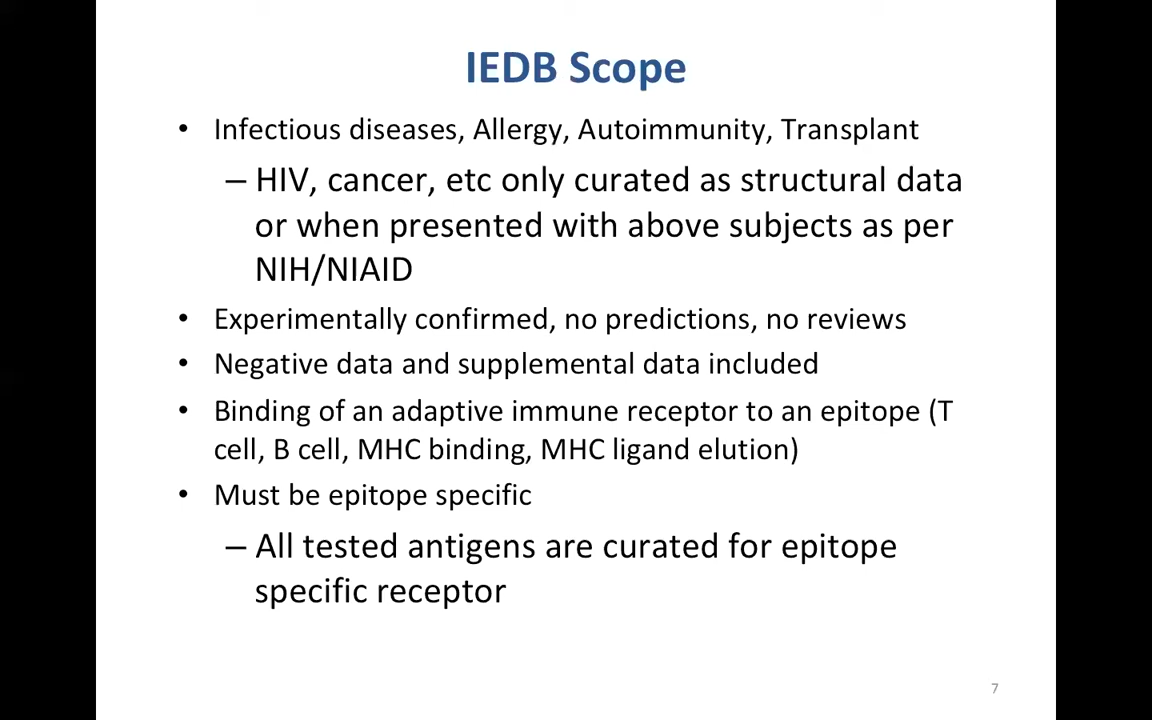 IEDB Scope
• Infectious diseases, Allergy, Autoimmunity, Transplant
– HIV, cancer, etc only curated as structural data
or when presented with above subjects as per
NIH/NIAID
• Experimentally confirmed, no predictions, no reviews
• Negative data and supplemental data included
• Binding of an adaptive immune receptor to an epitope (T
cell, B cell, MHC binding, MHC ligand elution)
• Must be epitope specific
– All tested antigens are curated for epitope
specific receptor
7